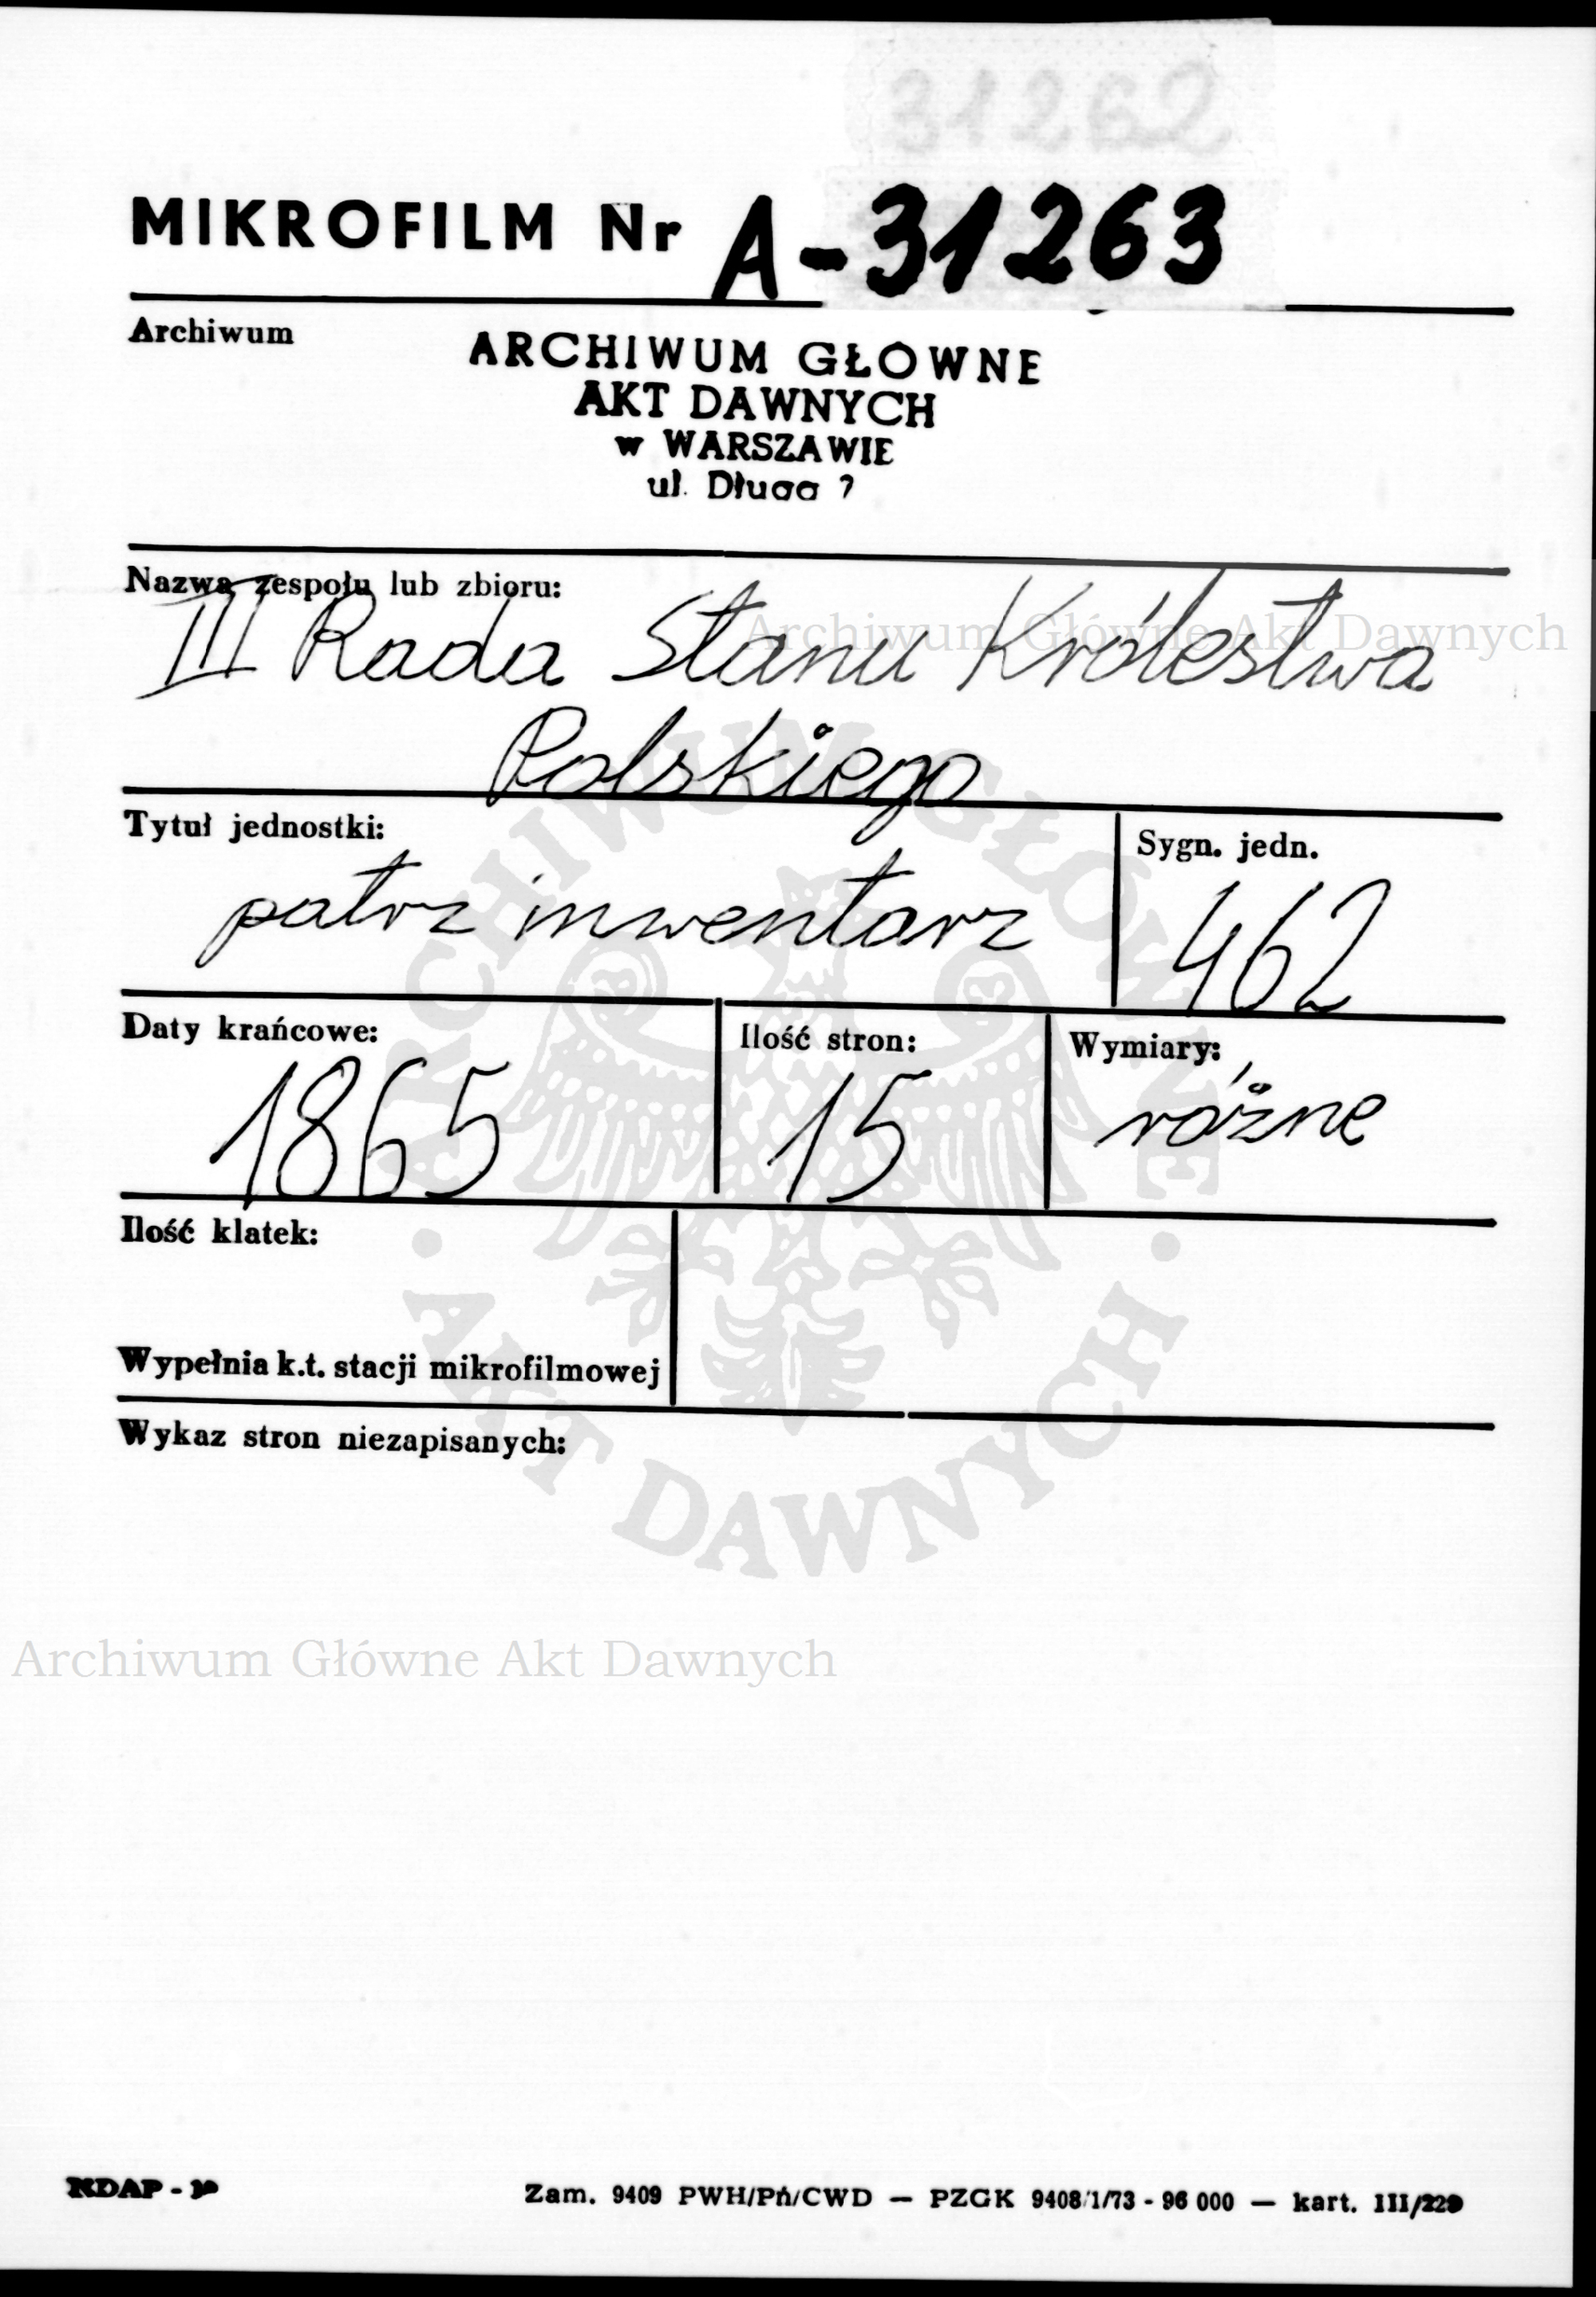 31262
MIKROFILM Nr A-31263
Archiwum
ARCHIWUM GŁOWNE
AKT DAWNYCH
w WARSZAWIE
ul. Długa 7
Nazwa zespołu lub zbioru:
Archiwum Główne Akt Dawnych
III Rada Stanu Królestwa
Polskiego
Tytuł jednostki:
patrz inwentarz
Sygn. jedn.
462
Daty krańcowe:
1865
Ilość stron:
15
Wymiary:
różne
Ilość klatek:
Wypełnia k.t. stacji mikrofilmowej
Wykaz stron niezapisanych:
ARCHIWUM GŁÓWNE
• AKT DAWNYCH •
Archiwum Główne Akt Dawnych
NDAP -
Zam. 9409 PWH/Pń/CWD — PZGK 9408/1/73 - 96 000 — kart. III/229